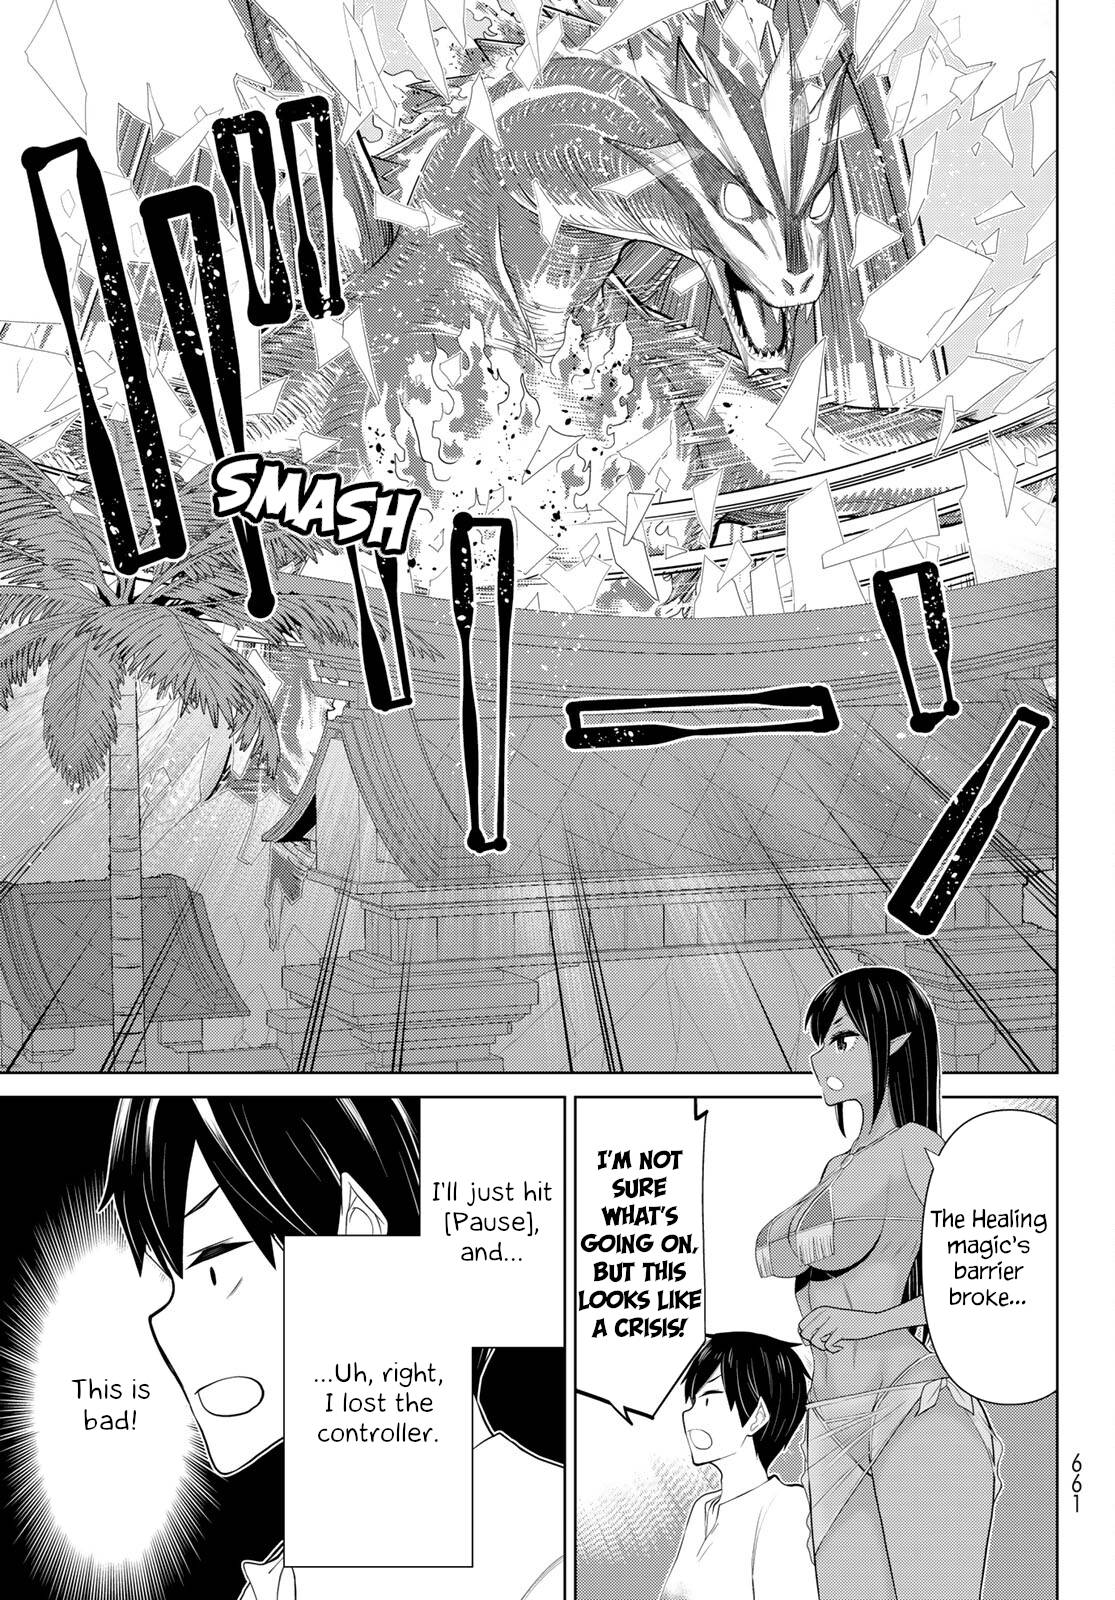 SMASH
The Healing
magic's
barrier
broke...
I'M NOT
SURE
WHAT'S
GOING ON,
BUT THIS
LOOKS LIKE
A CRISIS!
I'll just hit
[Pause],
and...
...Uh, right,
I lost the
controller.
This is
bad!
661